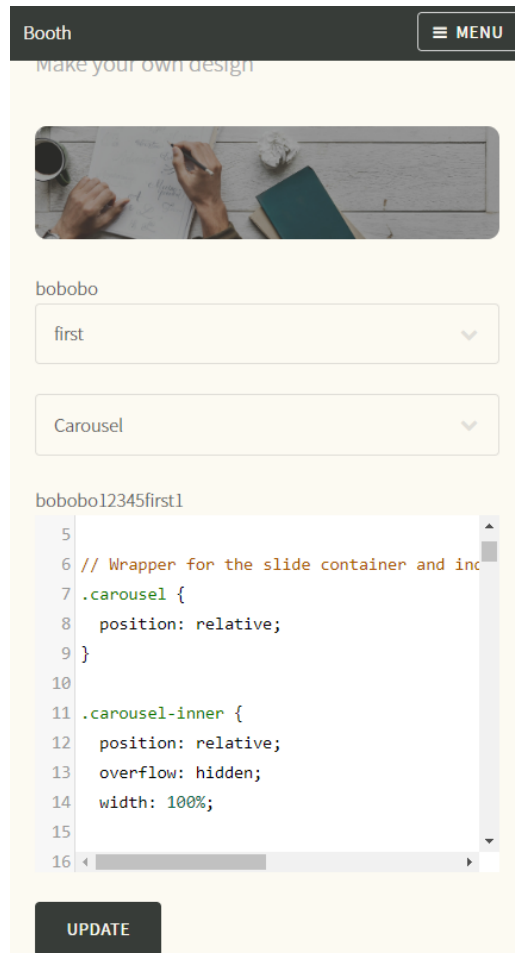 Booth
≡ MENU
Make your own design
bobobo
first
Carousel
bobobo12345first1
5
6 // Wrapper for the slide container and ind
7 .carousel {
8 position: relative;
9 }
10
11 .carousel-inner {
12 position: relative;
13 overflow: hidden;
14 width: 100%;
15
16
UPDATE